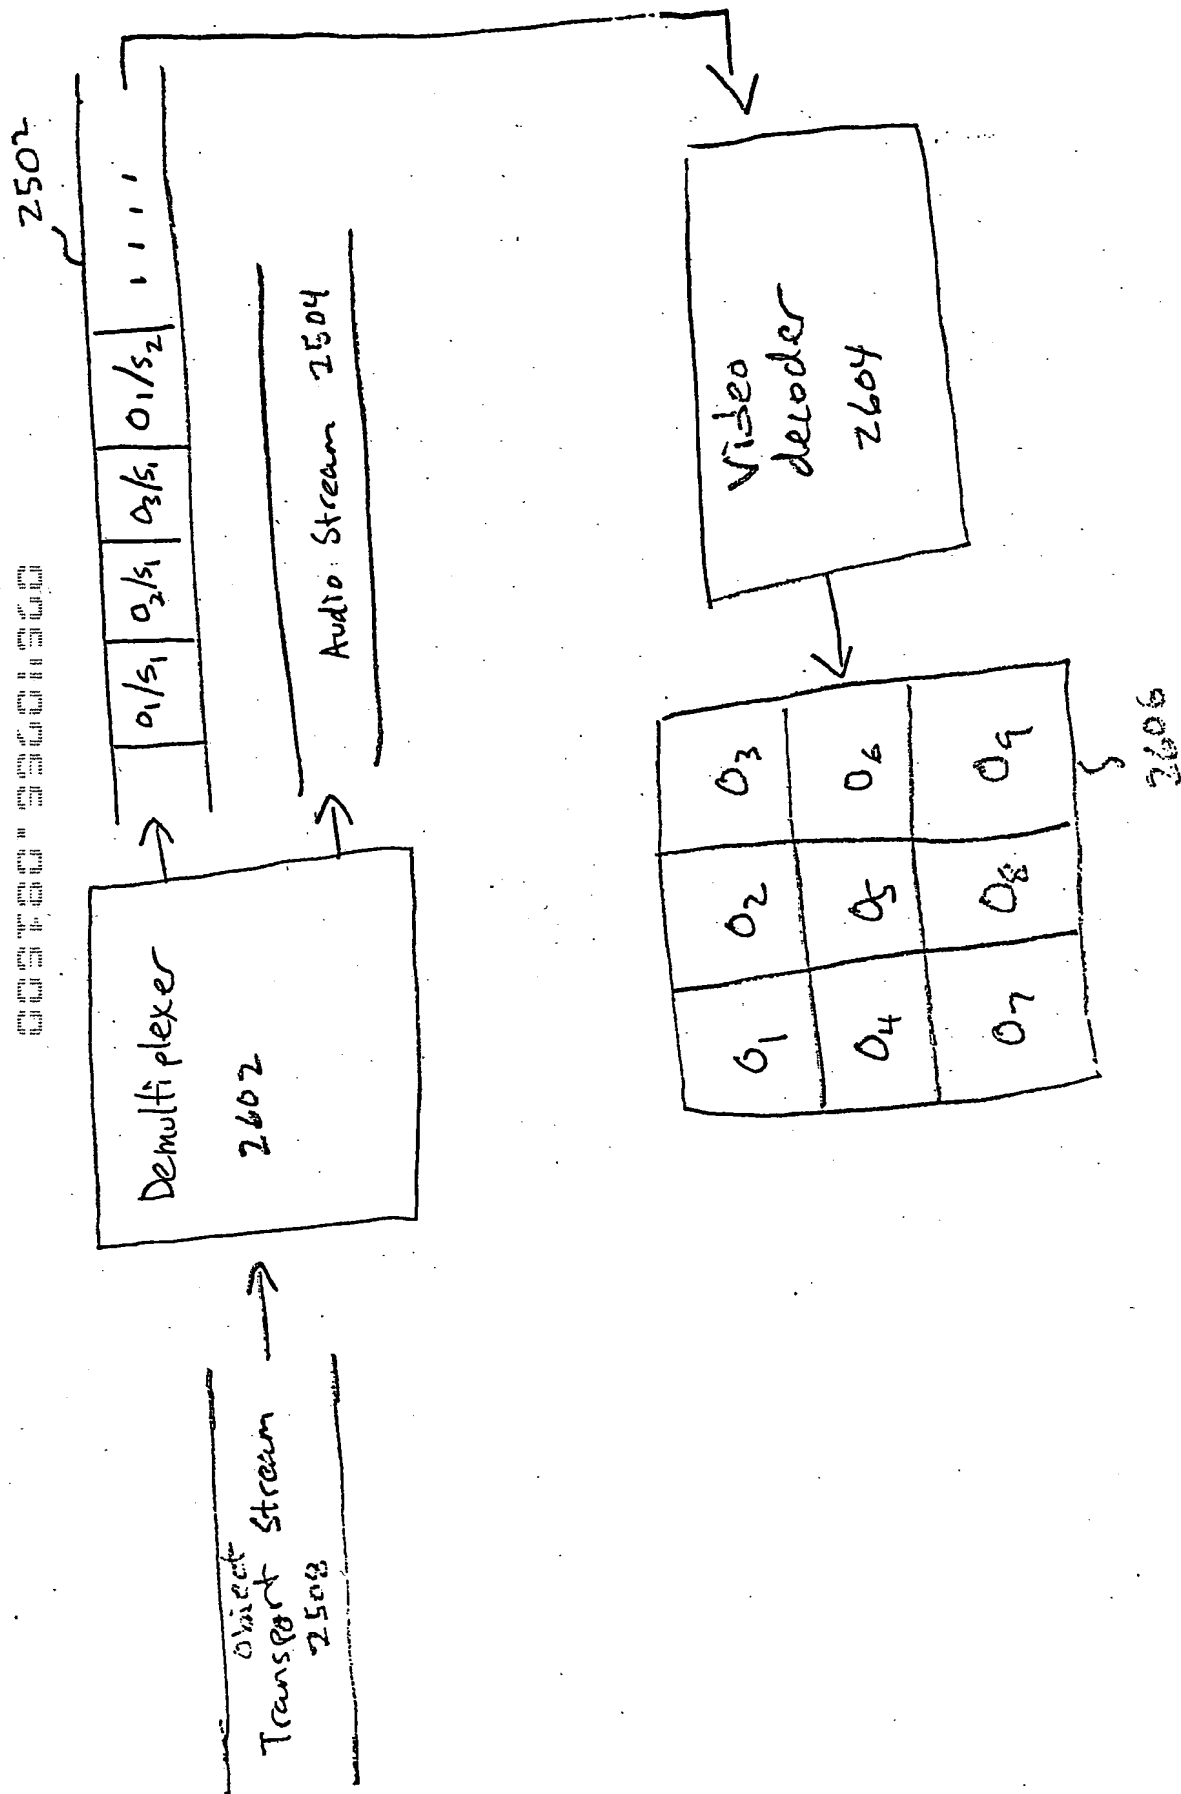 2502
O1/S1 O2/S1 O3/S1 O1/S2 ....
Demultiplexer
2602
Object
Transport Stream
2508
Audio Stream 2504
Video
decoder
2604
O1 O2 O3
O4 O5 O6
O7 O8 O9
2606